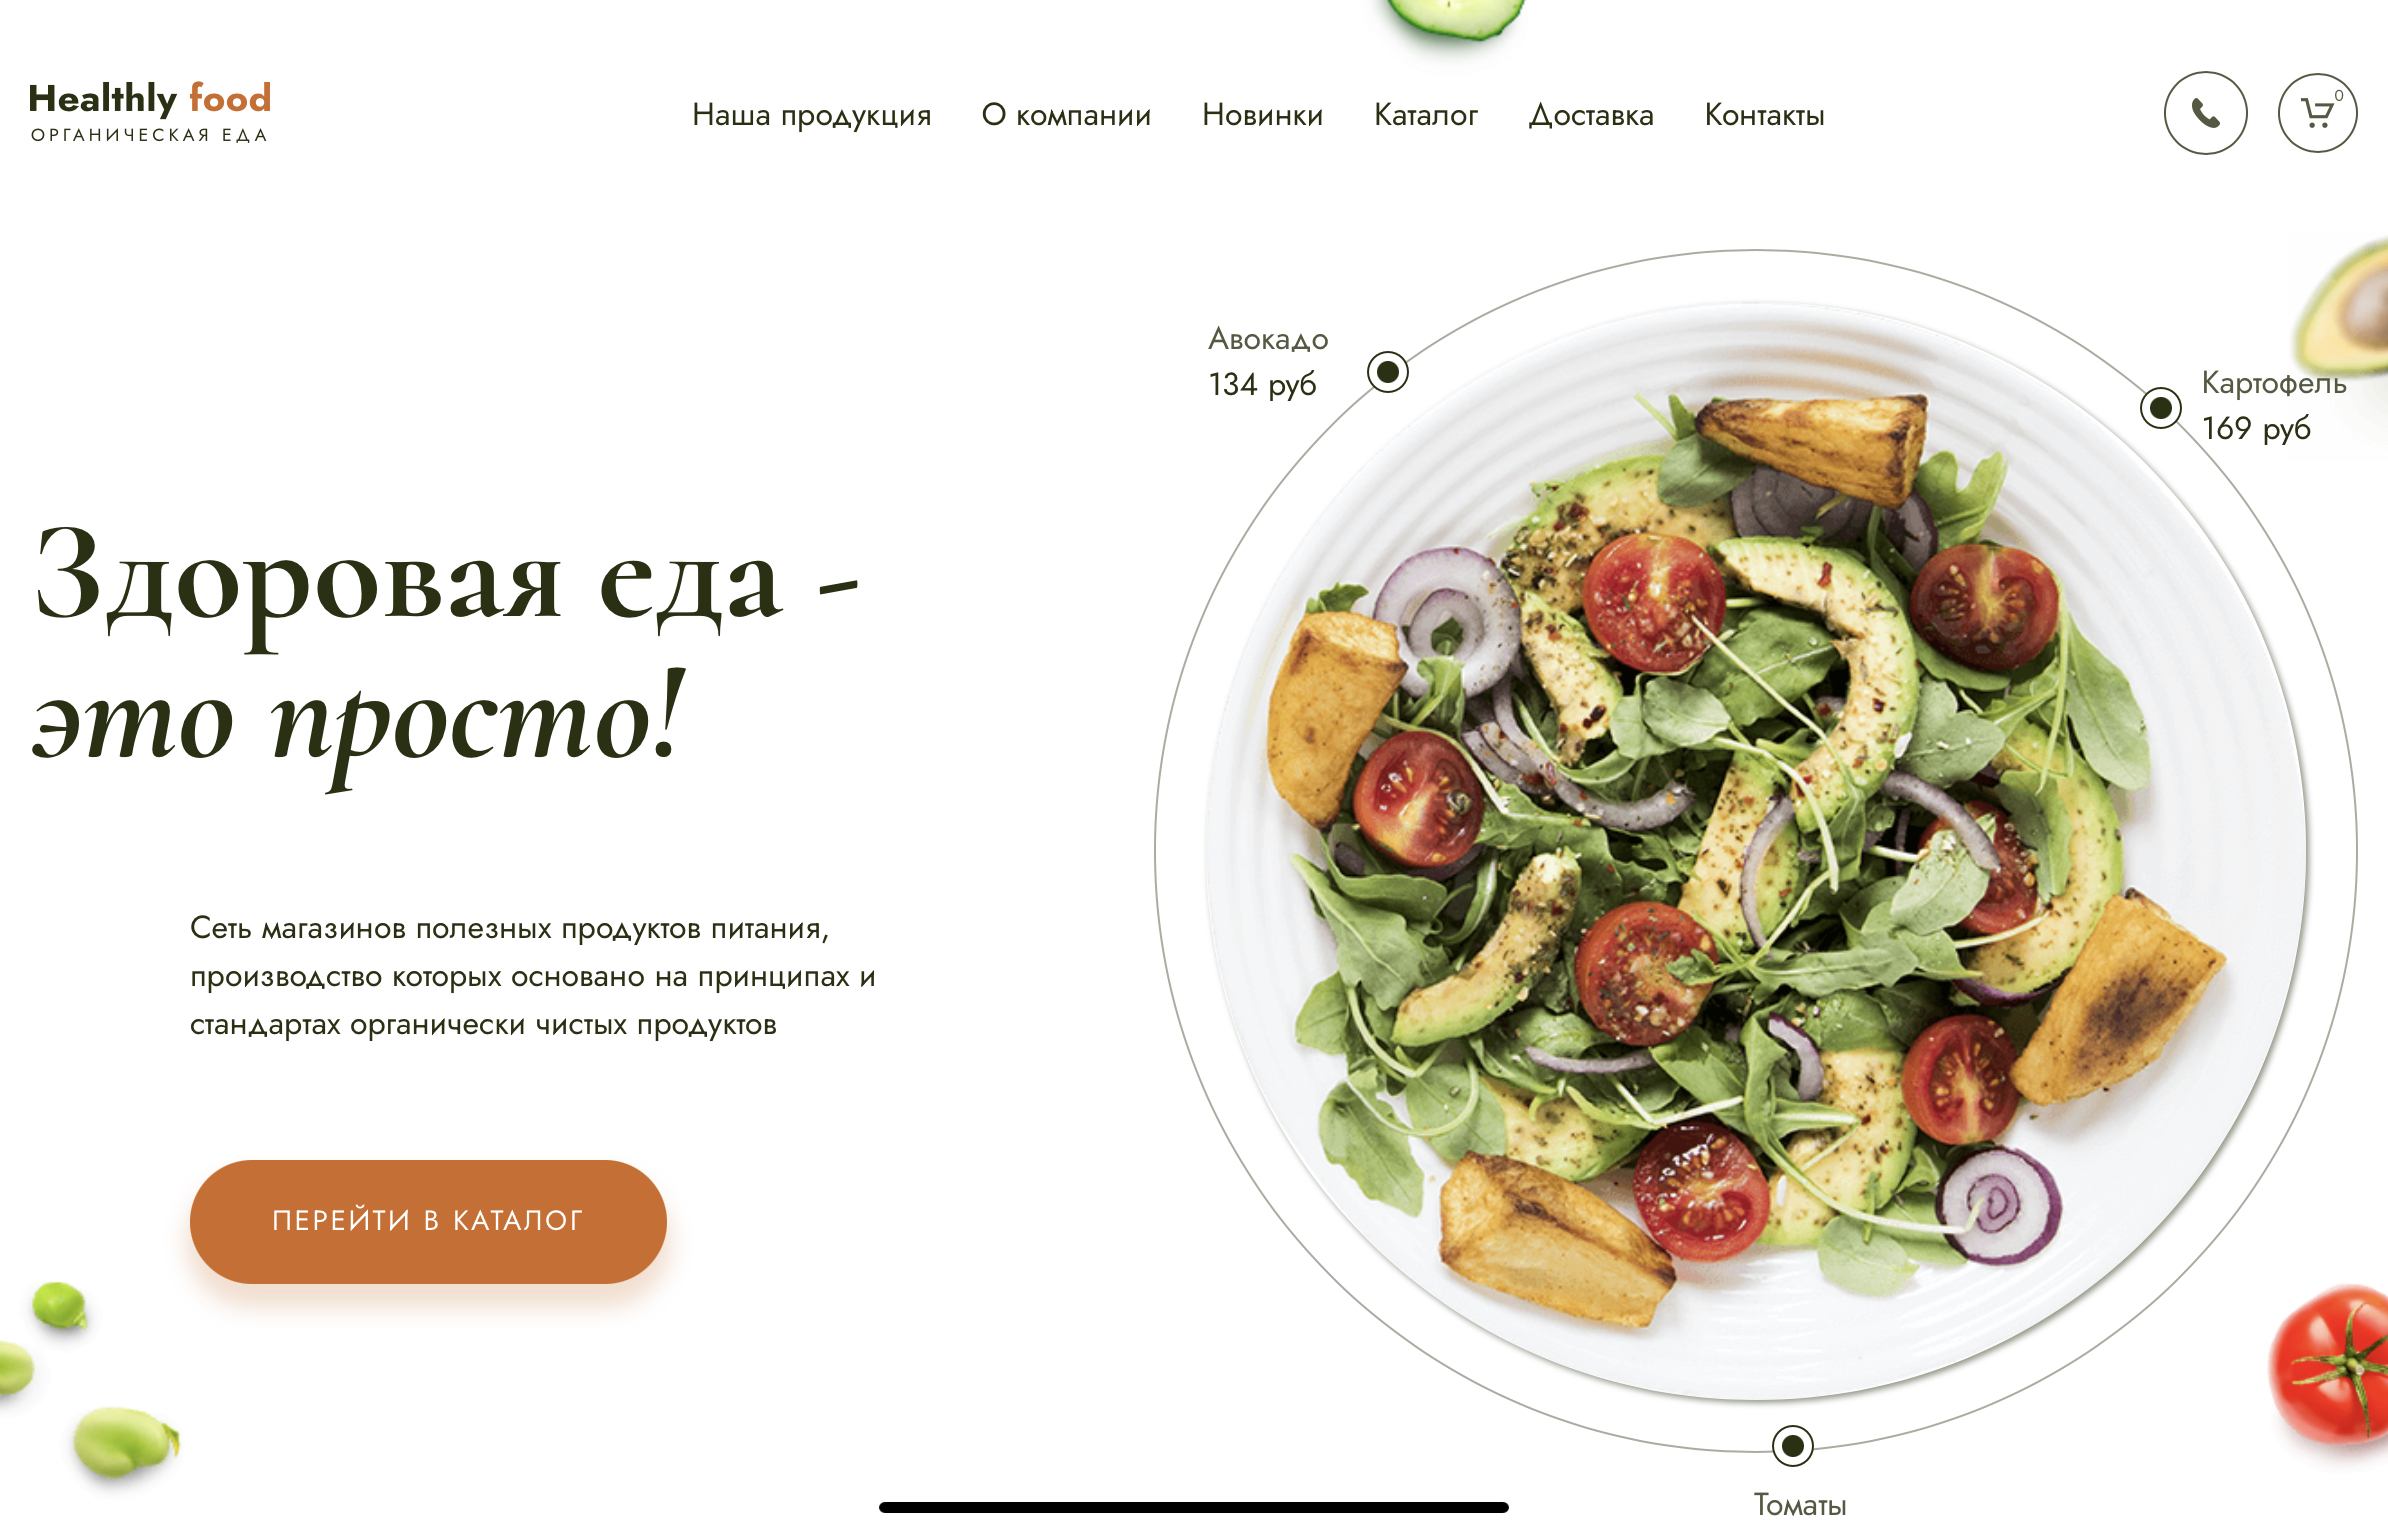 Healthly food
ОРГАНИЧЕСКАЯ ЕДА
Наша продукция
О компании
Новинки
Каталог
Доставка
Контакты
0
Авокадо
134 руб
Картофель
169 руб
Здоровая еда -
это просто!
Сеть магазинов полезных продуктов питания,
производство которых основано на принципах и
стандартах органически чистых продуктов
ПЕРЕЙТИ В КАТАЛОГ
Томаты